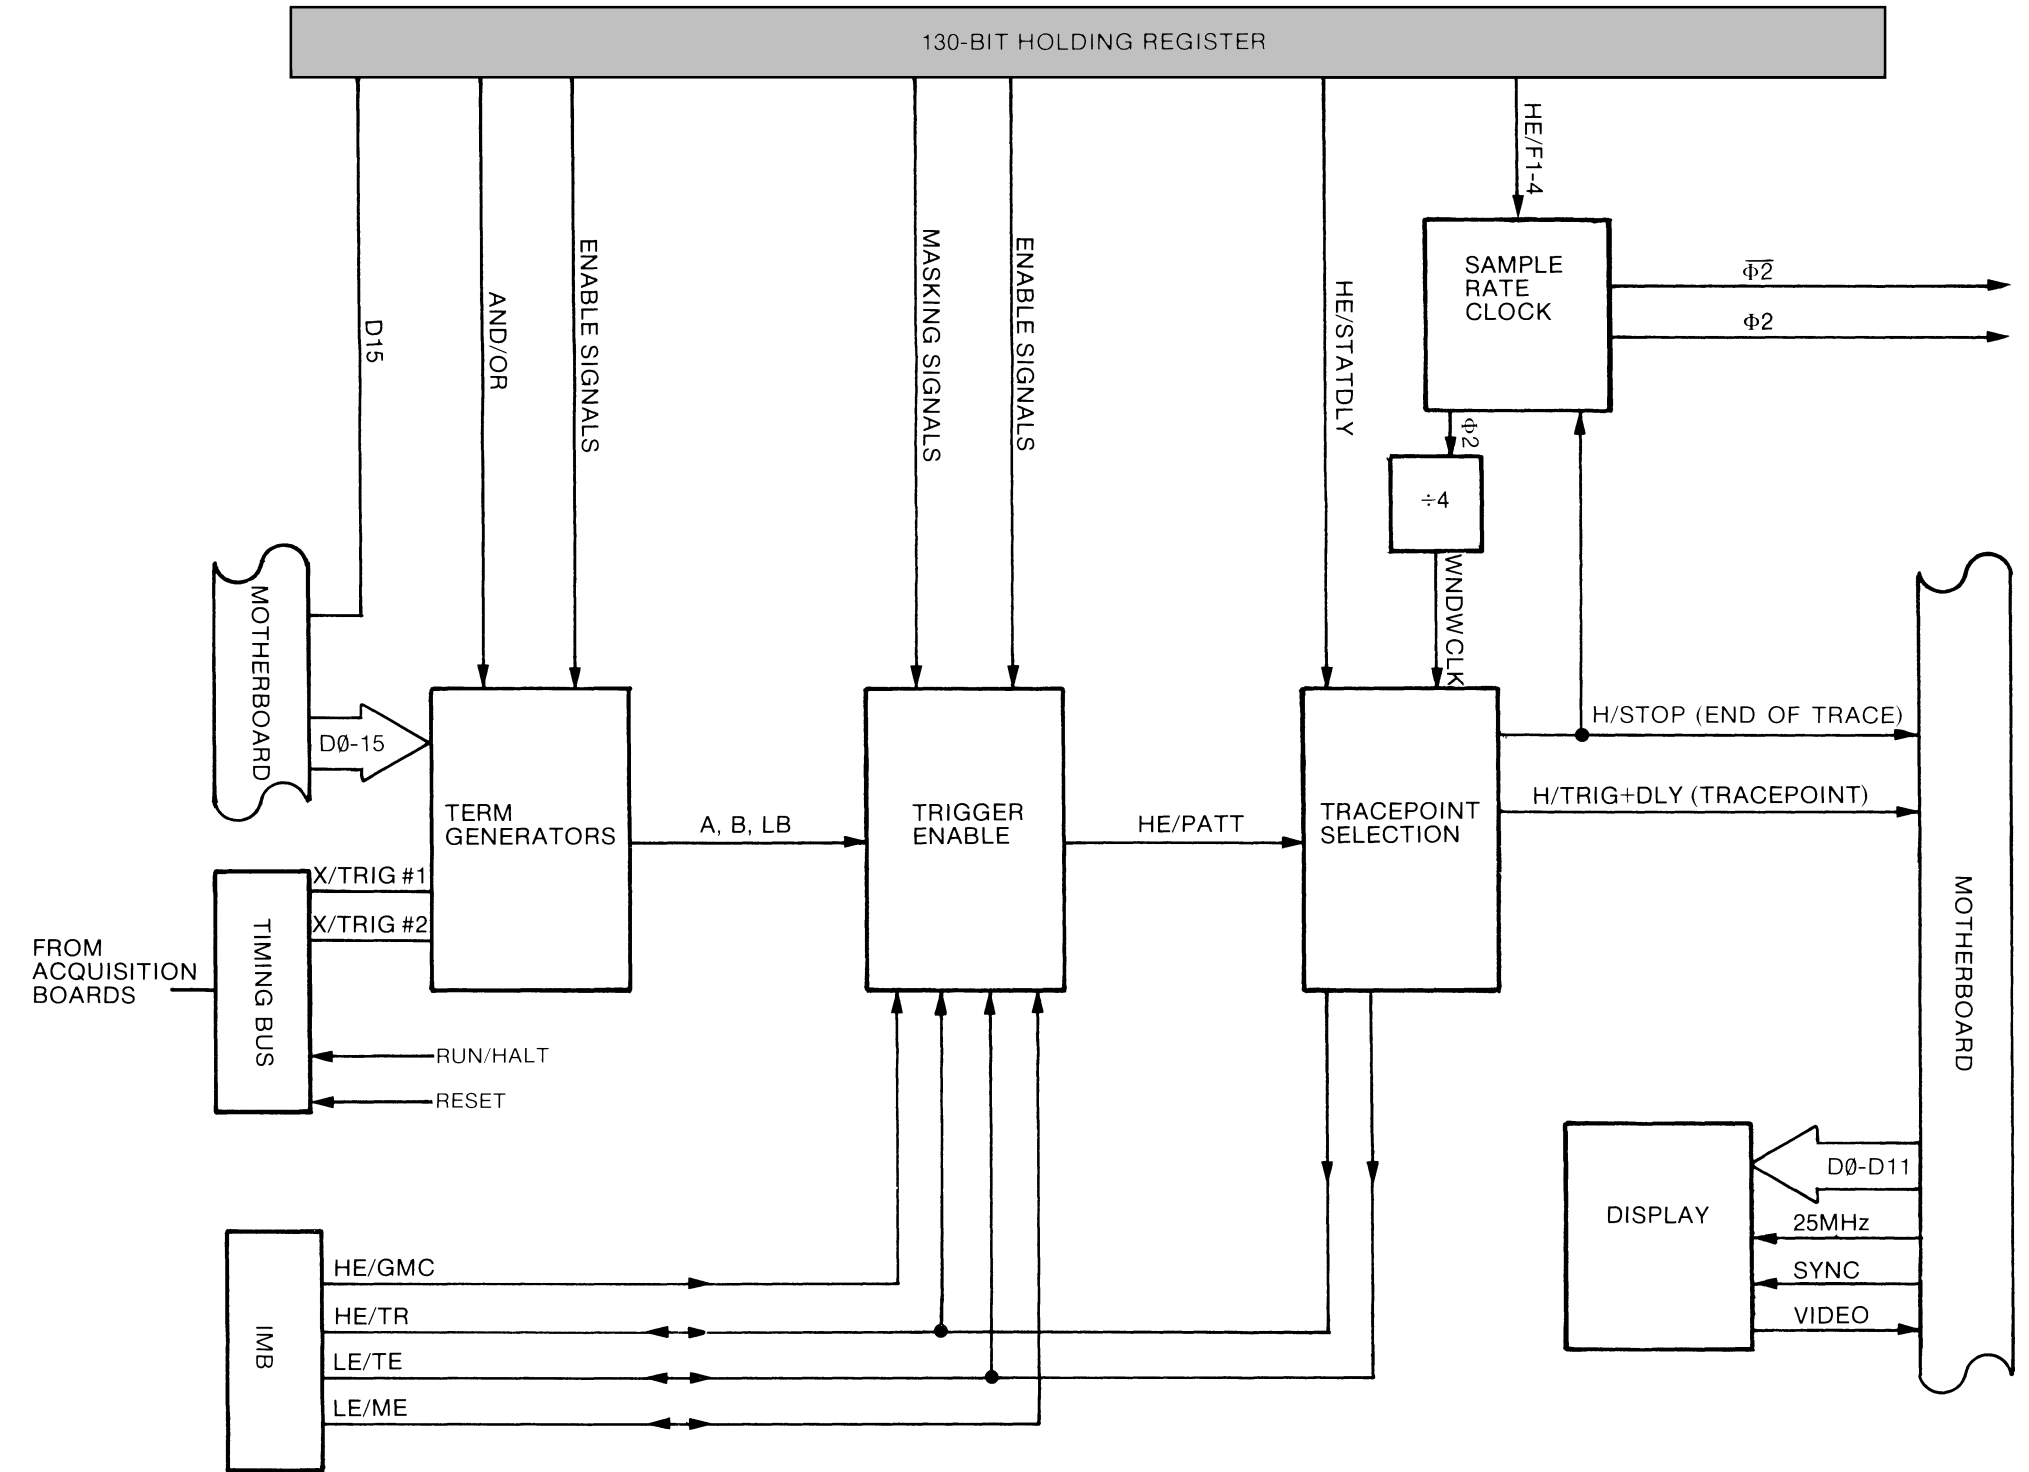 130-BIT HOLDING REGISTER
D15
AND/OR
ENABLE SIGNALS
MASKING SIGNALS
ENABLE SIGNALS
HE/STATDLY
HE/F1-4
SAMPLE
RATE
CLOCK
Φ2̅
Φ2
Φ2
÷4
WNDWCLK
MOTHERBOARD
DØ-15
TERM
GENERATORS
A, B, LB
TRIGGER
ENABLE
HE/PATT
TRACEPOINT
SELECTION
H/STOP (END OF TRACE)
H/TRIG+DLY (TRACEPOINT)
MOTHERBOARD
X/TRIG #1
X/TRIG #2
FROM
ACQUISITION
BOARDS
TIMING BUS
RUN/HALT
RESET
IMB
HE/GMC
HE/TR
LE/TE
LE/ME
DISPLAY
DØ-D11
25MHz
SYNC
VIDEO